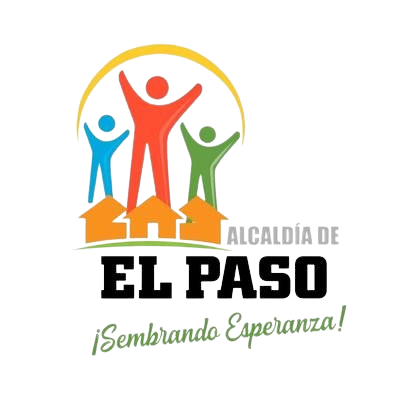 ALCALDÍA DE
EL PASO
¡Sembrando Esperanza!